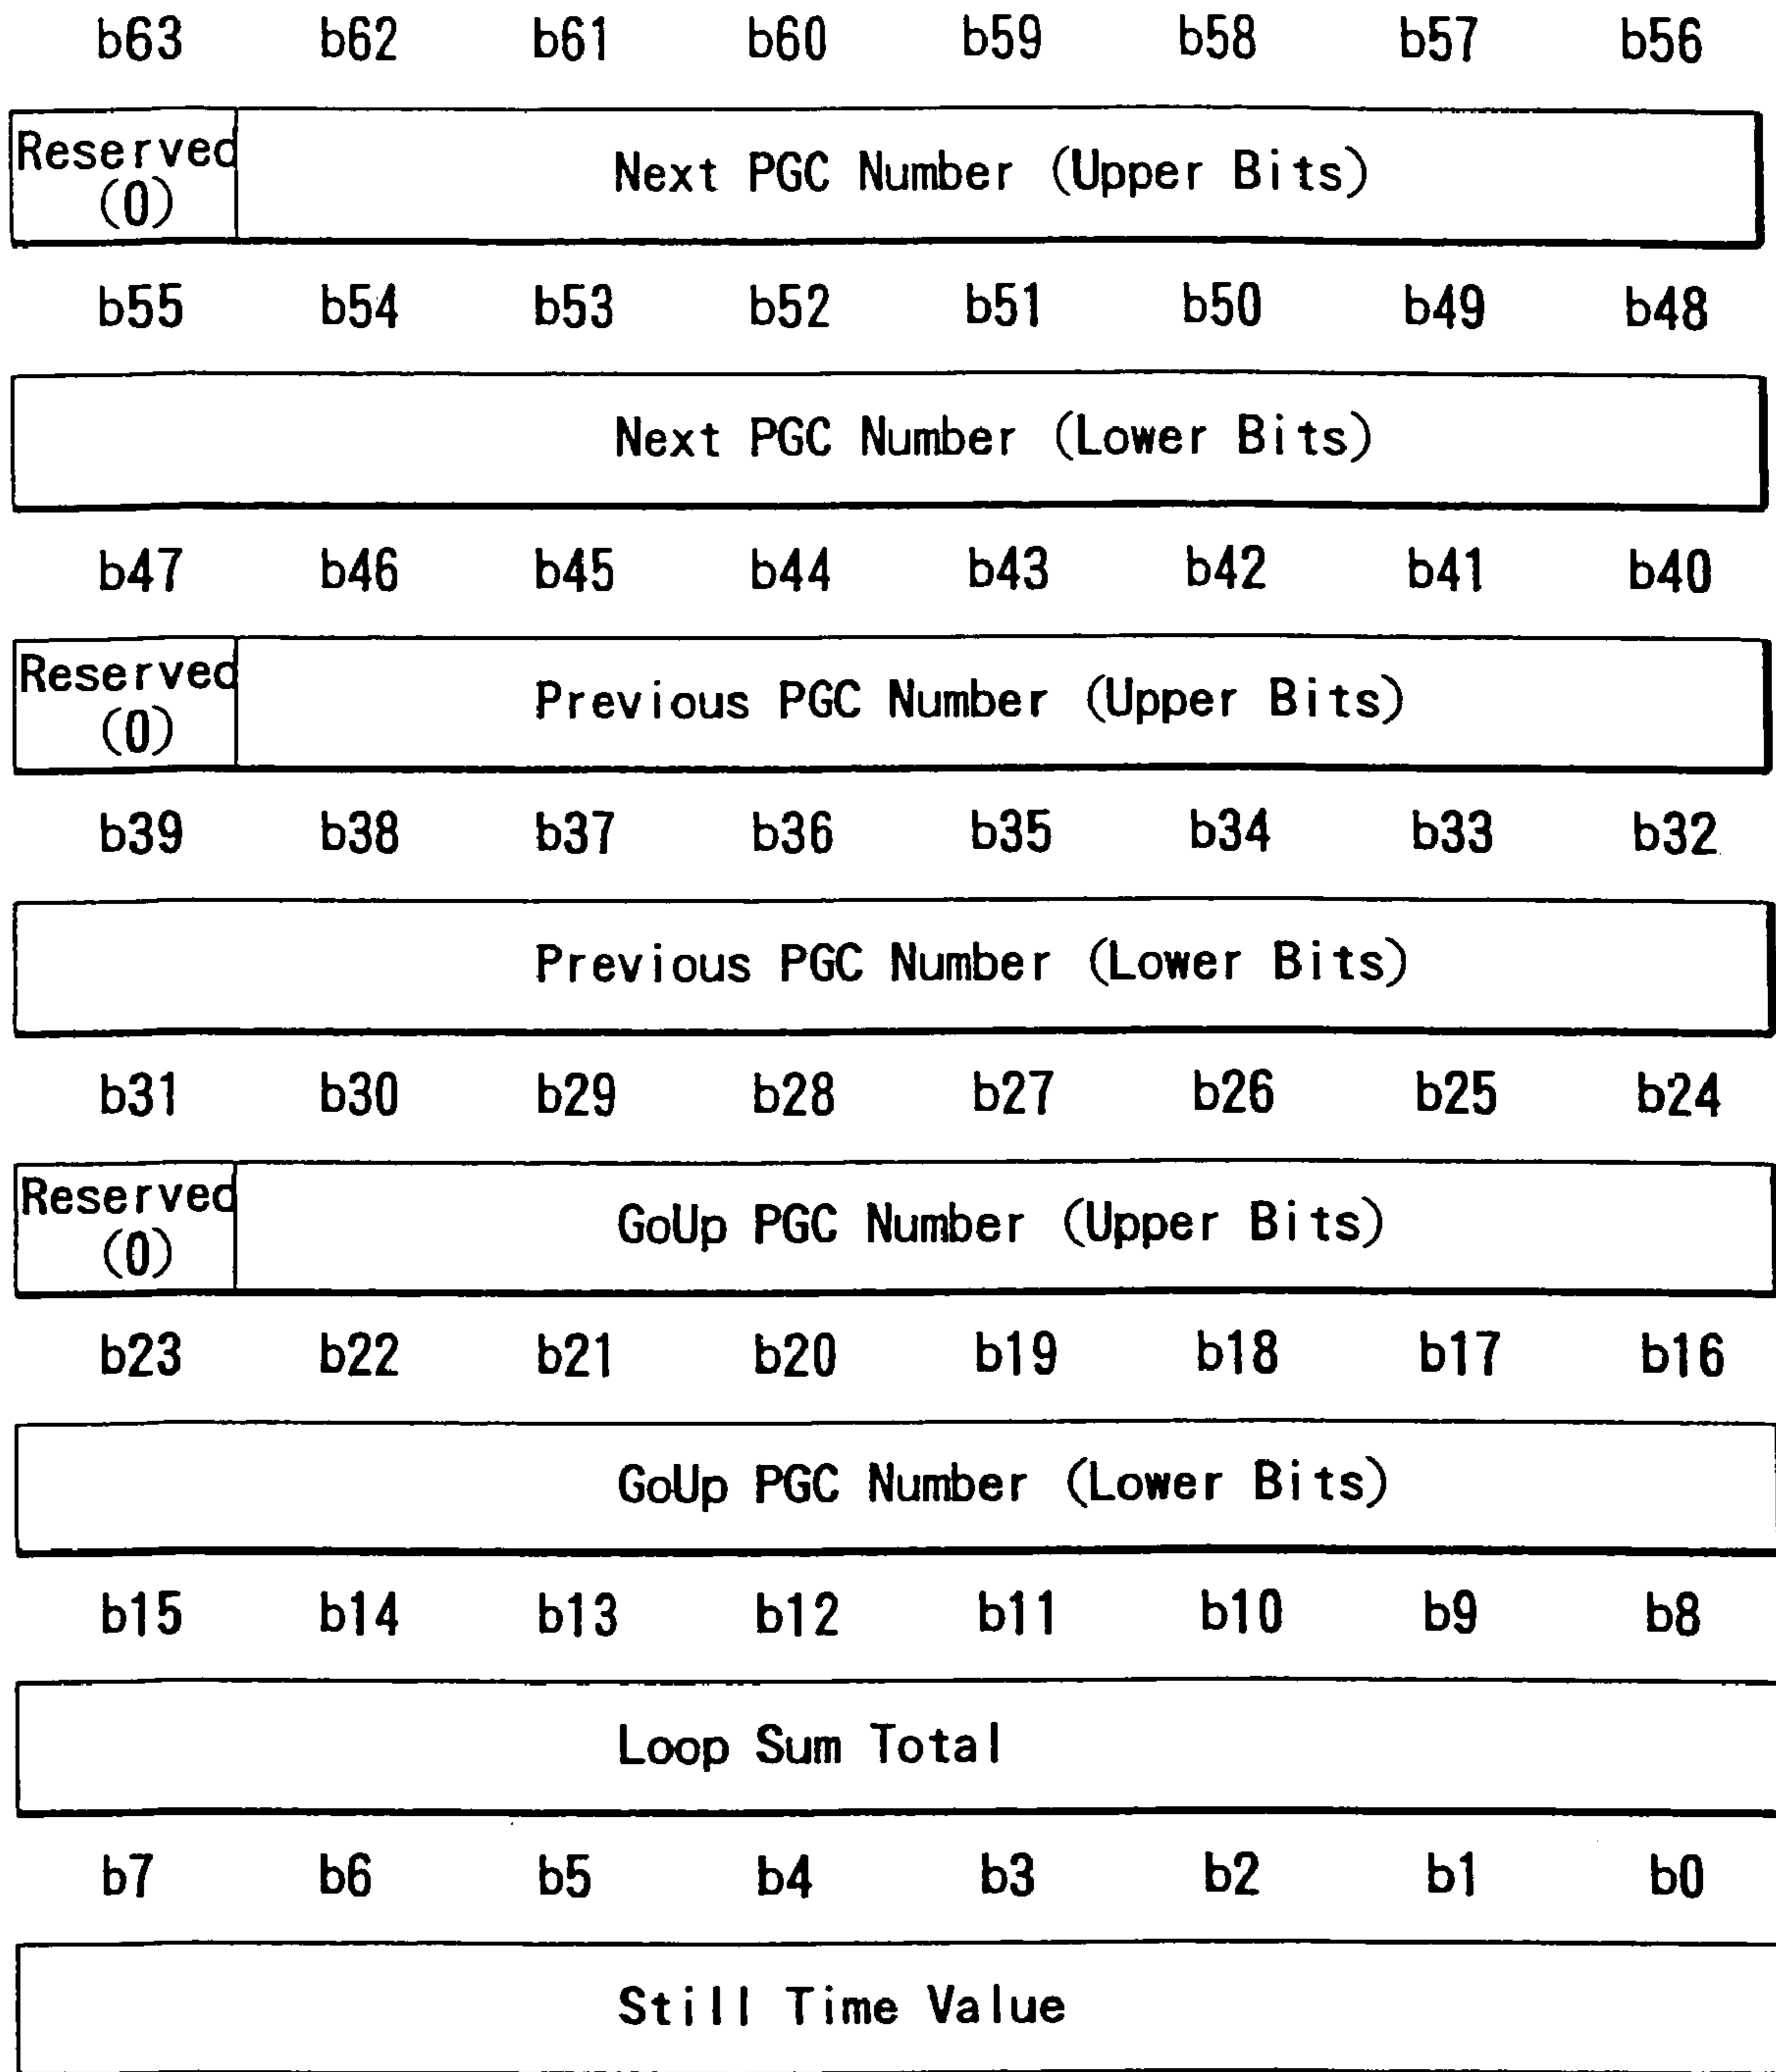 b63 b62 b61 b60 b59 b58 b57 b56
Reserved
(0)
Next PGC Number (Upper Bits)
b55 b54 b53 b52 b51 b50 b49 b48
Next PGC Number (Lower Bits)
b47 b46 b45 b44 b43 b42 b41 b40
Reserved
(0)
Previous PGC Number (Upper Bits)
b39 b38 b37 b36 b35 b34 b33 b32
Previous PGC Number (Lower Bits)
b31 b30 b29 b28 b27 b26 b25 b24
Reserved
(0)
GoUp PGC Number (Upper Bits)
b23 b22 b21 b20 b19 b18 b17 b16
GoUp PGC Number (Lower Bits)
b15 b14 b13 b12 b11 b10 b9 b8
Loop Sum Total
b7 b6 b5 b4 b3 b2 b1 b0
Still Time Value